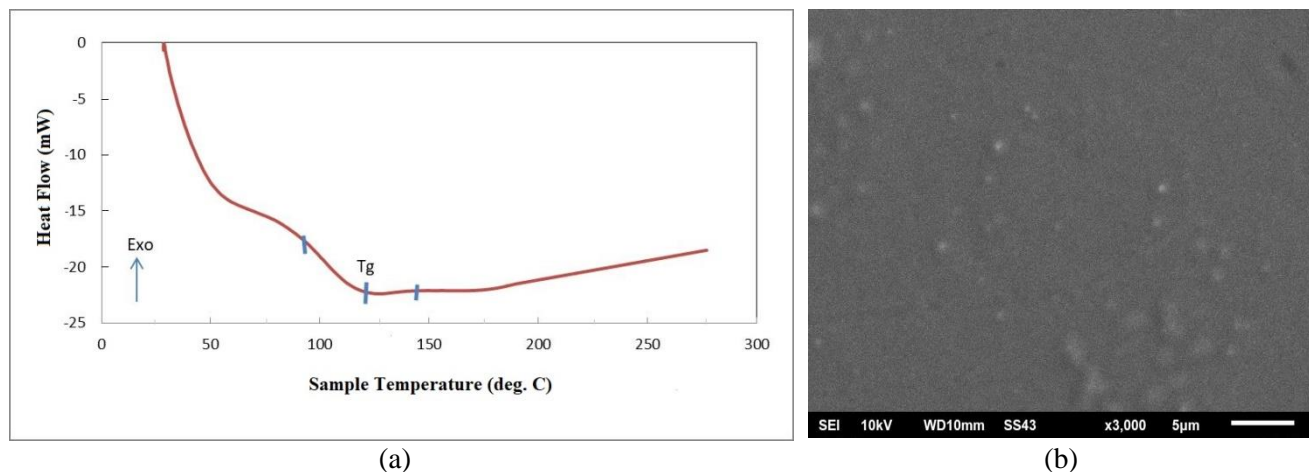 0
-5
-10
-15
-20
-25
Heat Flow (mW)
Exo
Tg
0 50 100 150 200 250 300
Sample Temperature (deg. C)
(a)
SEI 10kV WD10mm SS43 x3,000 5µm
(b)